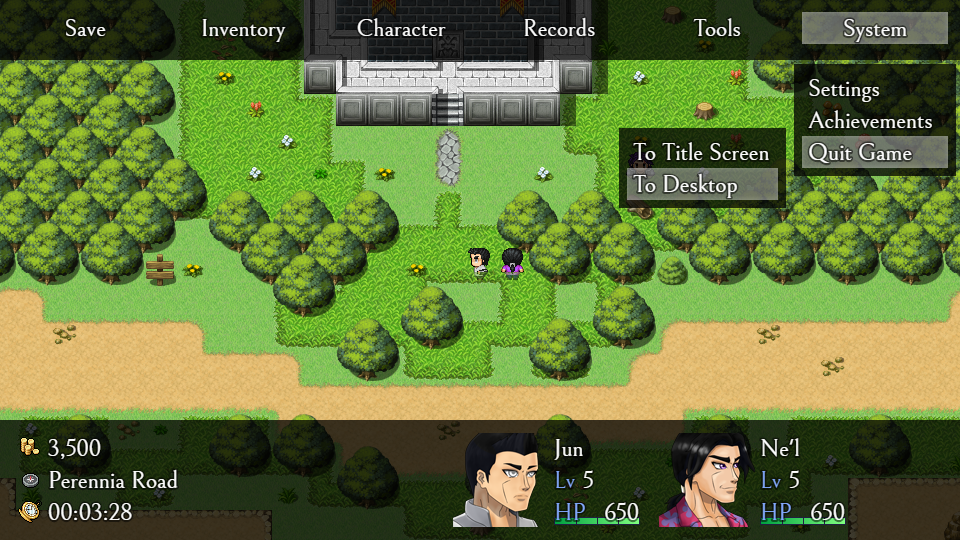 Save Inventory Character Records Tools System
Settings
Achievements
Quit Game
To Title Screen
To Desktop
3,500
Perennia Road
00:03:28
Jun
Lv 5
HP 650
Ne'l
Lv 5
HP 650